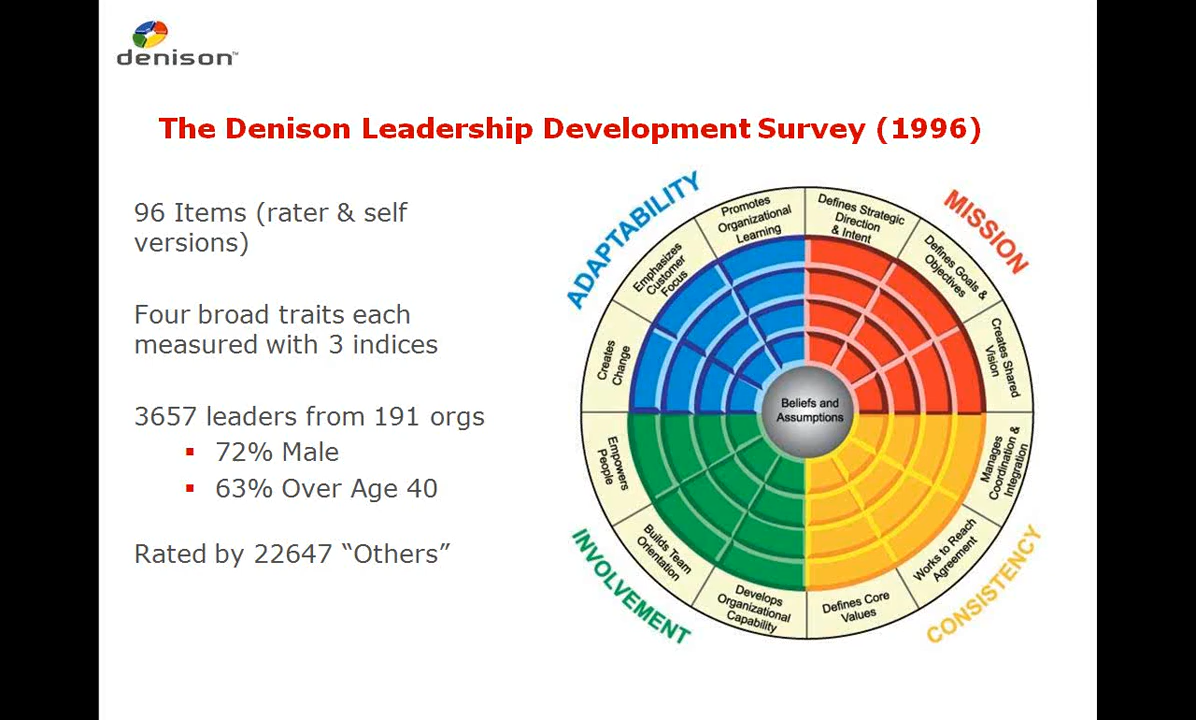 denison™
The Denison Leadership Development Survey (1996)
96 Items (rater & self
versions)
Four broad traits each
measured with 3 indices
3657 leaders from 191 orgs
▪ 72% Male
▪ 63% Over Age 40
Rated by 22647 “Others”
ADAPTABILITY
MISSION
Creates
Change
Emphasizes
Customer
Focus
Promotes
Organizational
Learning
Defines Strategic
Direction
& Intent
Defines Goals &
Objectives
Creates Shared
Vision
Beliefs and
Assumptions
Empowers
People
Builds Team
Orientation
Develops
Organizational
Capability
Defines Core
Values
Works to Reach
Agreement
Manages
Coordination &
Integration
INVOLVEMENT
CONSISTENCY